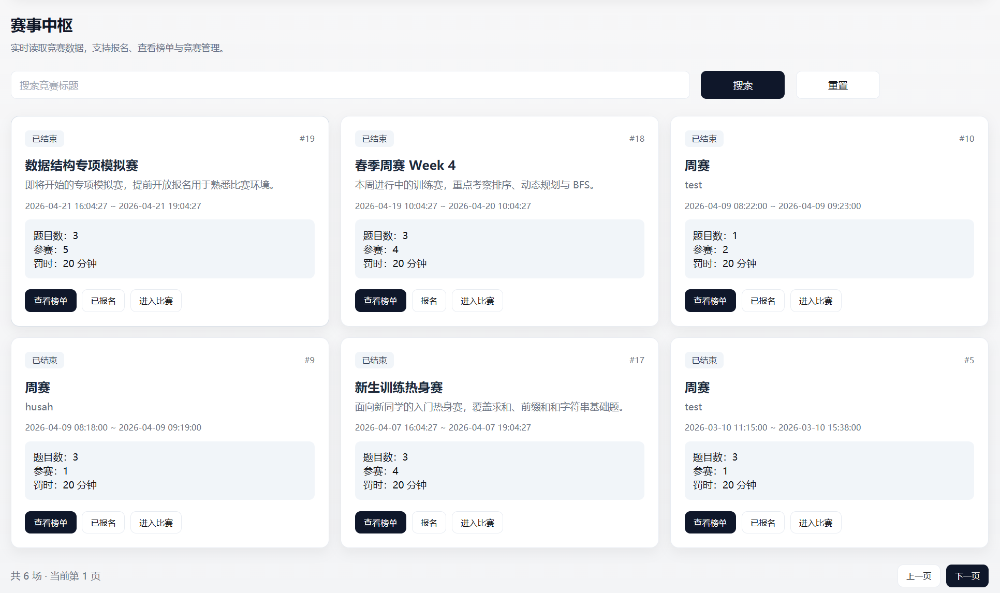 赛事中枢
实时读取竞赛数据，支持报名、查看榜单与竞赛管理。
搜索竞赛标题
搜索
重置
已结束
#19
数据结构专项模拟赛
即将开始的专项模拟赛，提前开放报名用于熟悉比赛环境。
2026-04-21 16:04:27 ~ 2026-04-21 19:04:27
题目数：3
参赛：5
罚时：20 分钟
查看榜单
已报名
进入比赛
已结束
#18
春季周赛 Week 4
本周进行中的训练赛，重点考察排序、动态规划与 BFS。
2026-04-19 10:04:27 ~ 2026-04-20 10:04:27
题目数：3
参赛：4
罚时：20 分钟
查看榜单
报名
进入比赛
已结束
#10
周赛
test
2026-04-09 08:22:00 ~ 2026-04-09 09:23:00
题目数：1
参赛：2
罚时：20 分钟
查看榜单
已报名
进入比赛
已结束
#9
周赛
husah
2026-04-09 08:18:00 ~ 2026-04-09 09:19:00
题目数：3
参赛：1
罚时：20 分钟
查看榜单
已报名
进入比赛
已结束
#17
新生训练热身赛
面向新同学的入门热身赛，覆盖求和、前缀和和字符串基础题。
2026-04-07 16:04:27 ~ 2026-04-07 19:04:27
题目数：3
参赛：4
罚时：20 分钟
查看榜单
报名
进入比赛
已结束
#5
周赛
test
2026-03-10 11:15:00 ~ 2026-03-10 15:38:00
题目数：3
参赛：1
罚时：20 分钟
查看榜单
已报名
进入比赛
共 6 场 · 当前第 1 页
上一页
下一页